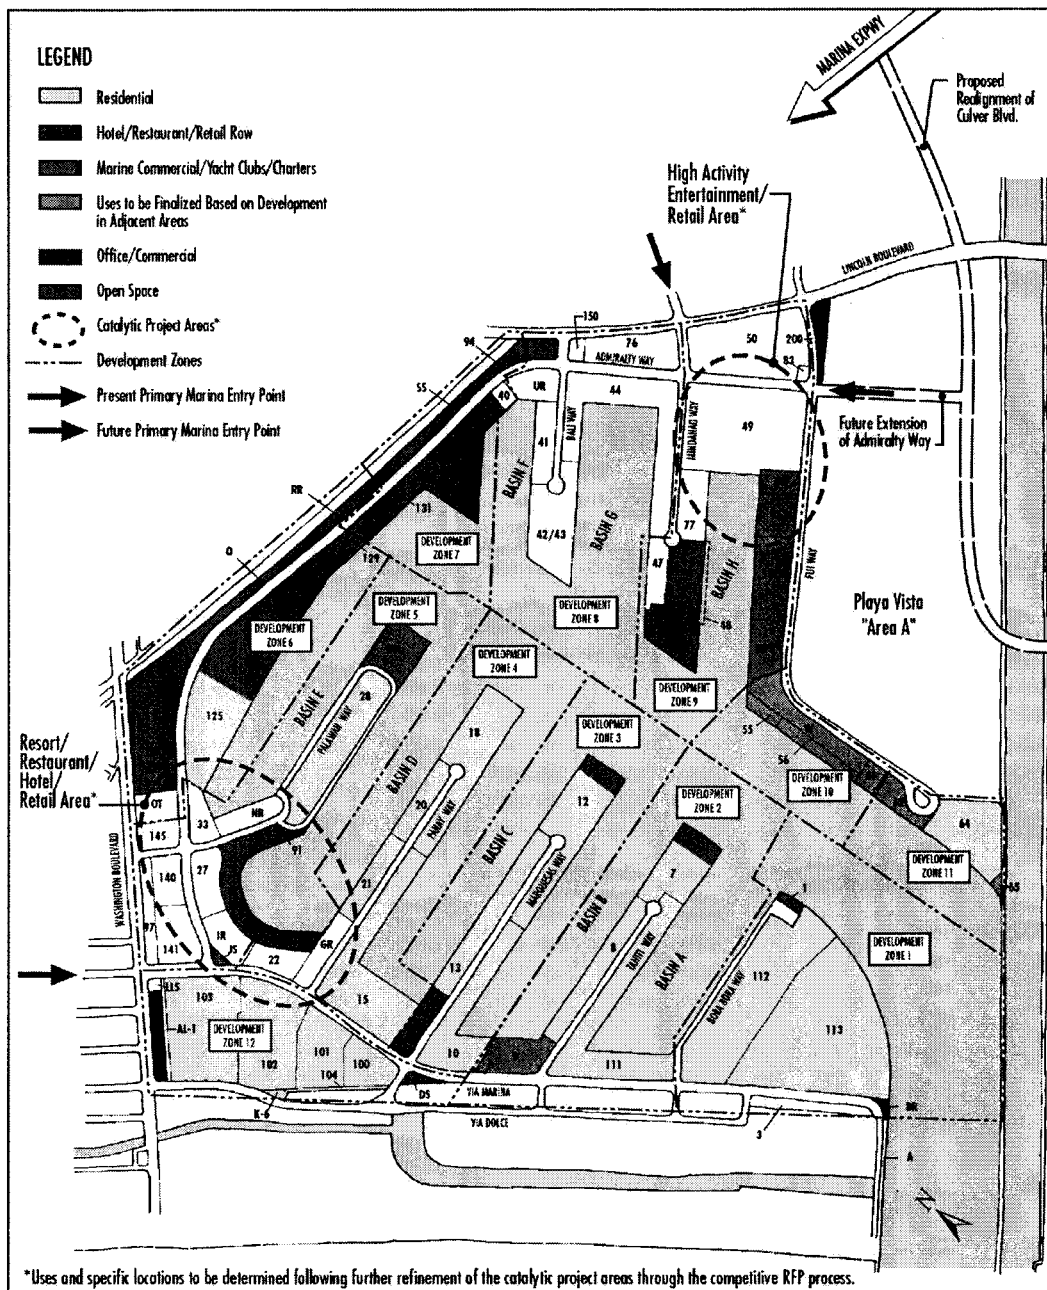 LEGEND
Residential
Hotel/Restaurant/Retail Row
Marine Commercial/Yacht Clubs/Charters
Uses to be Finalized Based on Development
in Adjacent Areas
Office/Commercial
Open Space
Catalytic Project Areas*
Development Zones
Present Primary Marina Entry Point
Future Primary Marina Entry Point
MARINA EXPWY
Proposed
Realignment of
Culver Blvd.
High Activity
Entertainment/
Retail Area*
LINCOLN BOULEVARD
150
76
50
200
94
ADMIRALTY WAY
83
SS
UR
44
40
BALI WAY
MINDANAO WAY
49
Future Extension
of Admiralty Way
41
BASIN F
RR
131
BASIN G
42/43
77
DEVELOPMENT
ZONE 7
BASIN H
FIJI WAY
Q
129
47
Playa Vista
"Area A"
DEVELOPMENT
ZONE 5
DEVELOPMENT
ZONE 8
48
DEVELOPMENT
ZONE 6
DEVELOPMENT
ZONE 4
DEVELOPMENT
ZONE 9
125
BASIN E
28
PALAWAN WAY
18
DEVELOPMENT
ZONE 3
55
56
Resort/
Restaurant/
Hotel/
Retail Area*
BASIN D
DEVELOPMENT
ZONE 10
OT
NR
20
PANAY WAY
12
DEVELOPMENT
ZONE 2
145
33
BASIN C
64
91
MARQUESAS WAY
7
DEVELOPMENT
ZONE 11
WASHINGTON BOULEVARD
27
140
21
BASIN B
65
1
97
IR
JS
GR
8
TAHITI WAY
DEVELOPMENT
ZONE 1
141
22
13
BASIN A
BORA BORA WAY
112
LLS
103
15
113
AL-1
DEVELOPMENT
ZONE 12
101
102
100
10
111
104
DS
VIA MARINA
K-6
VIA DOLCE
BR
3
A
N
*Uses and specific locations to be determined following further refinement of the catalytic project areas through the competitive RFP process.